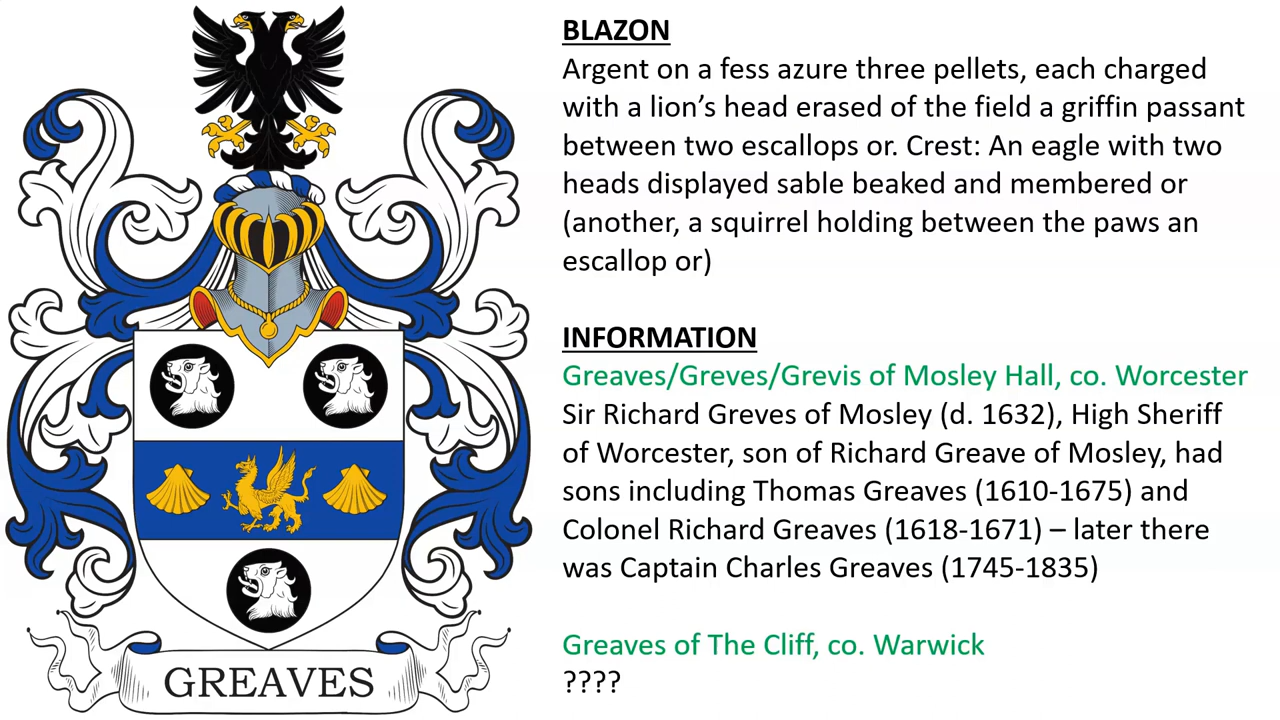 BLAZON
Argent on a fess azure three pellets, each charged
with a lion’s head erased of the field a griffin passant
between two escallops or. Crest: An eagle with two
heads displayed sable beaked and membered or
(another, a squirrel holding between the paws an
escallop or)
INFORMATION
Greaves/Greves/Grevis of Mosley Hall, co. Worcester
Sir Richard Greves of Mosley (d. 1632), High Sheriff
of Worcester, son of Richard Greave of Mosley, had
sons including Thomas Greaves (1610-1675) and
Colonel Richard Greaves (1618-1671) – later there
was Captain Charles Greaves (1745-1835)
Greaves of The Cliff, co. Warwick
????
GREAVES